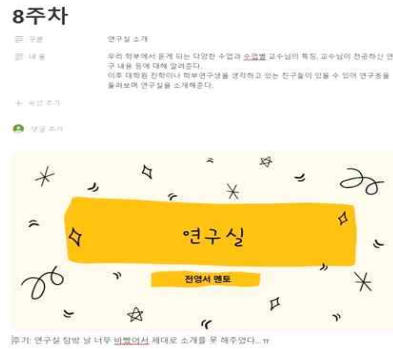 8주차
구분 연구실 소개
내용 우리 학부에서 듣게 되는 다양한 수업과 수업별 교수님의 특징, 교수님이 전공하신 연
구 내용 등에 대해 알려준다.
이후 대학원 진학이나 학부연구생을 생각하고 있는 친구들이 있을 수 있어 연구동을
둘러보며 연구실을 소개해준다.
+ 속성 추가
댓글 추가
연구실
전영서 멘토
추가: 연구실 탐방 날 너무 바빴어서 제대로 소개를 못 해주었다...ㅠ